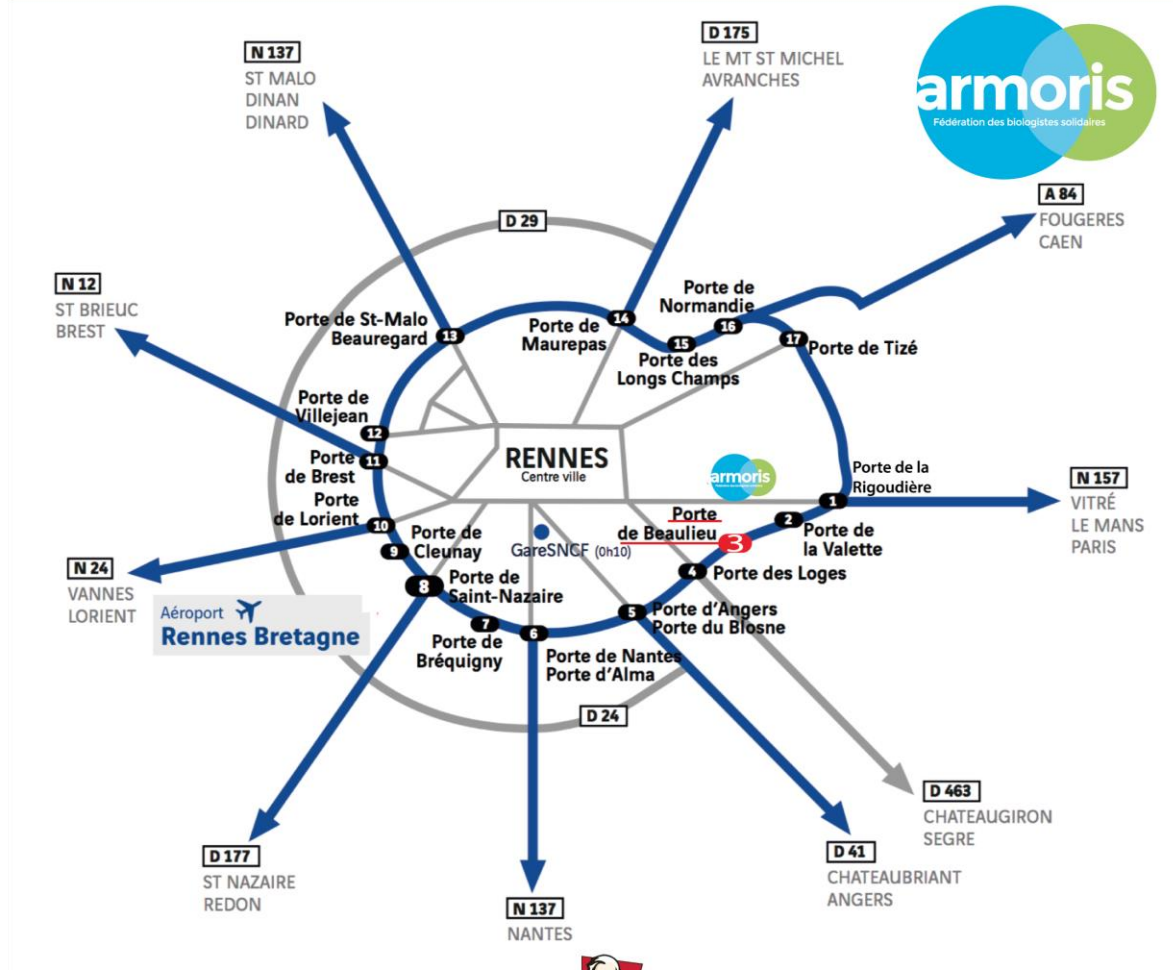 N 137
ST MALO
DINAN
DINARD
D 175
LE MT ST MICHEL
AVRANCHES
armoris
Fédération des biologistes solidaires
A 84
FOUGERES
CAEN
D 29
N 12
ST BRIEUC
BREST
Porte de St-Malo
Beauregard
13
Porte de
Maurepas
14
Porte de
Normandie
16
15
Porte des
Longs Champs
17
Porte de Tizé
Porte de
Villejean
12
Porte
de Brest
11
Porte
de Lorient
10
RENNES
Centre ville
armoris
Porte de la
Rigoudière
1
N 157
VITRÉ
LE MANS
PARIS
2
Porte de
la Valette
Porte
de Beaulieu
3
GareSNCF (0h10)
9
Porte de
Cleunay
4
Porte des Loges
N 24
VANNES
LORIENT
Aéroport
Rennes Bretagne
8
Porte de
Saint-Nazaire
7
Porte de
Bréquigny
6
Porte de Nantes
Porte d'Alma
5
Porte d'Angers
Porte du Blosne
D 24
D 463
CHATEAUGIRON
SEGRE
D 177
ST NAZAIRE
REDON
N 137
NANTES
D 41
CHATEAUBRIANT
ANGERS